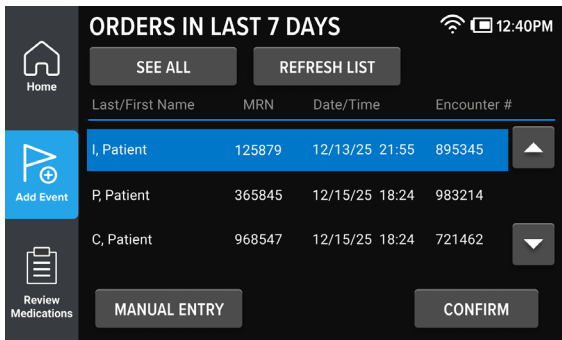 ORDERS IN LAST 7 DAYS
12:40PM
Home
SEE ALL
REFRESH LIST
Last/First Name MRN Date/Time Encounter #
Add Event
I, Patient 125879 12/13/25 21:55 895345
P, Patient 365845 12/15/25 18:24 983214
C, Patient 968547 12/15/25 18:24 721462
Review
Medications
MANUAL ENTRY
CONFIRM